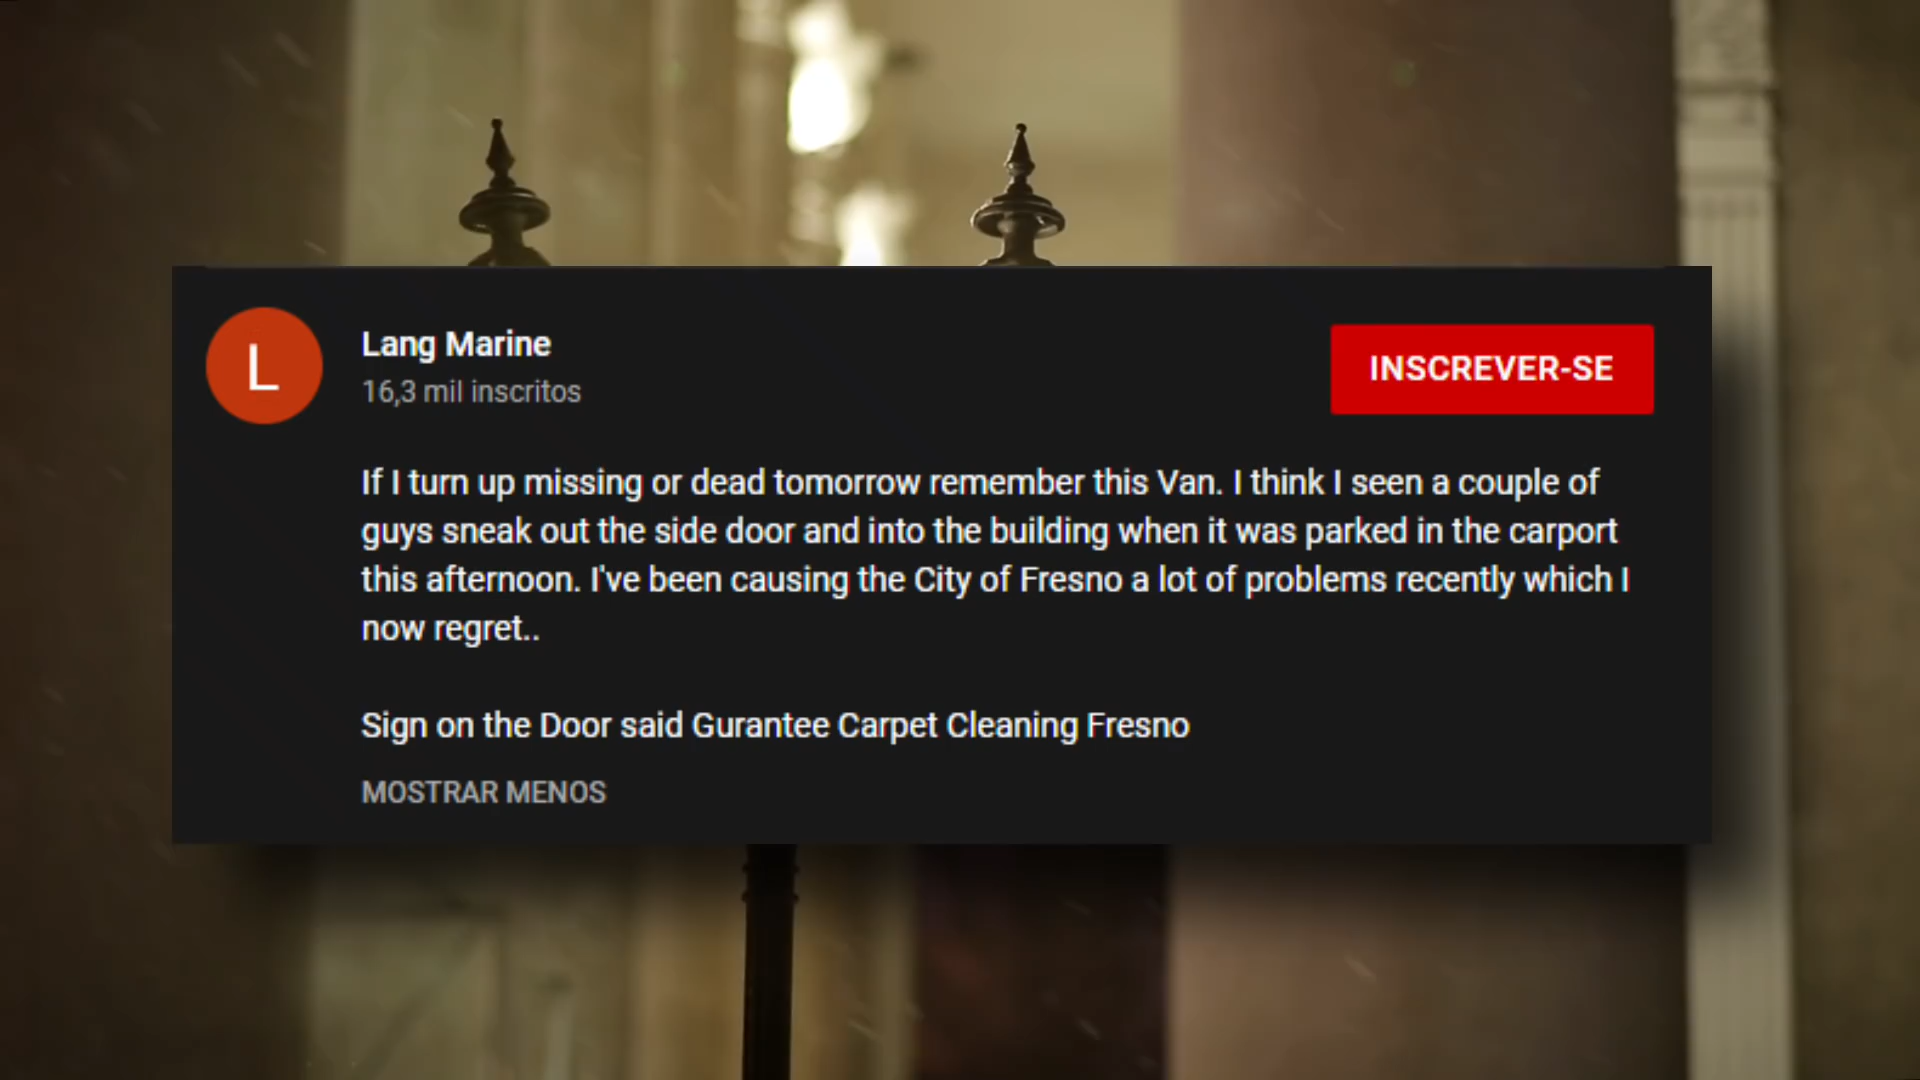 L
Lang Marine
16,3 mil inscritos
INSCREVER-SE
If I turn up missing or dead tomorrow remember this Van. I think I seen a couple of
guys sneak out the side door and into the building when it was parked in the carport
this afternoon. I've been causing the City of Fresno a lot of problems recently which I
now regret..
Sign on the Door said Gurantee Carpet Cleaning Fresno
MOSTRAR MENOS